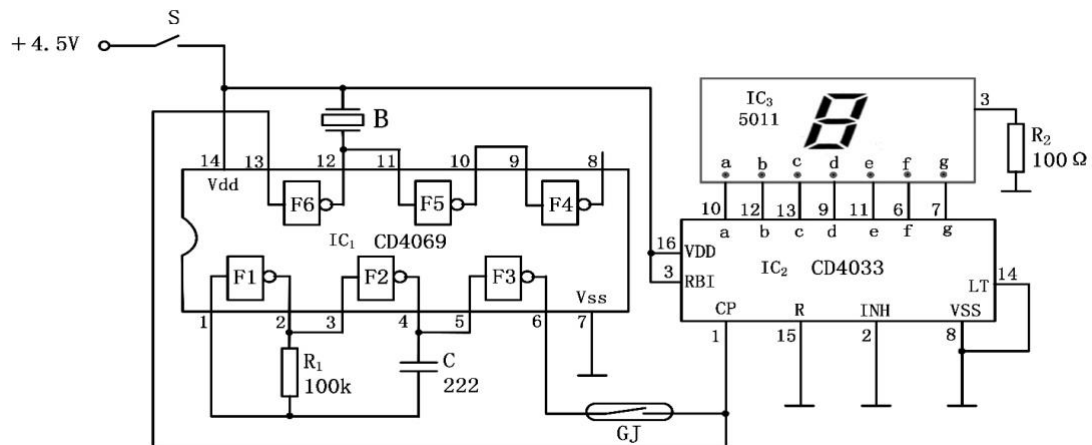 S
+4.5V
B
IC3
5011
3
R2
100Ω
a b c d e f g
14 13 12 11 10 9 8
Vdd
F6 F5 F4
IC1 CD4069
F1 F2 F3
Vss
1 2 3 4 5 6 7
R1
100k
C
222
GJ
10 12 13 9 11 6 7
a b c d e f g
16 VDD
3 RBI
IC2 CD4033
LT 14
CP R INH VSS
1 15 2 8